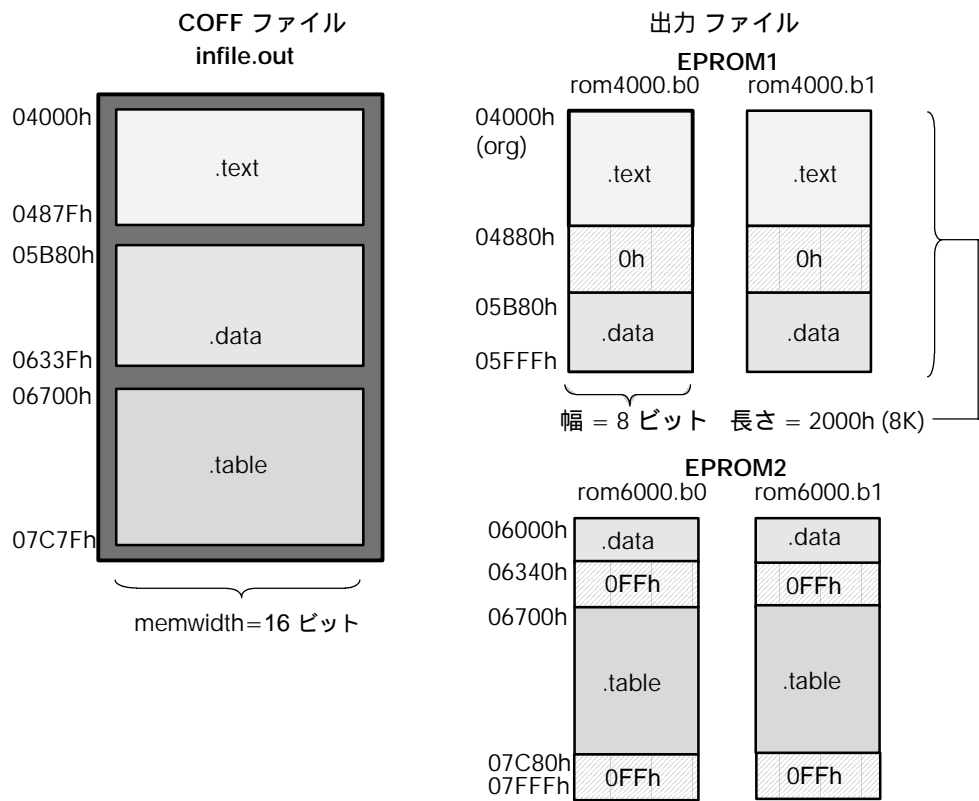 COFF ファイル
infile.out
04000h
.text
0487Fh
05B80h
.data
0633Fh
06700h
.table
07C7Fh
memwidth=16 ビット
出力 ファイル
EPROM1
rom4000.b0 rom4000.b1
04000h
(org)
.text .text
04880h
0h 0h
05B80h
.data .data
05FFFh
幅 = 8 ビット 長さ = 2000h (8K)
EPROM2
rom6000.b0 rom6000.b1
06000h
.data .data
06340h
0FFh 0FFh
06700h
.table .table
07C80h
0FFh 0FFh
07FFFh